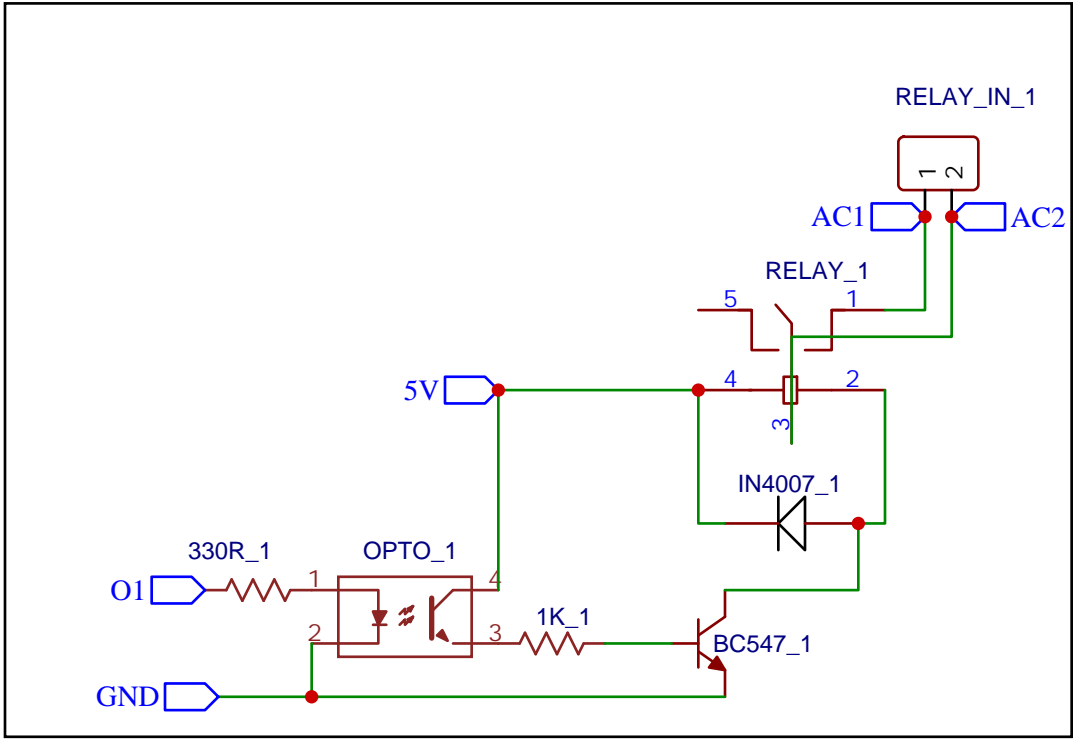 RELAY_IN_1
1
2
AC1
AC2
RELAY_1
5
1
5V
4
2
3
IN4007_1
330R_1
OPTO_1
O1
1
4
1K_1
2
3
BC547_1
GND